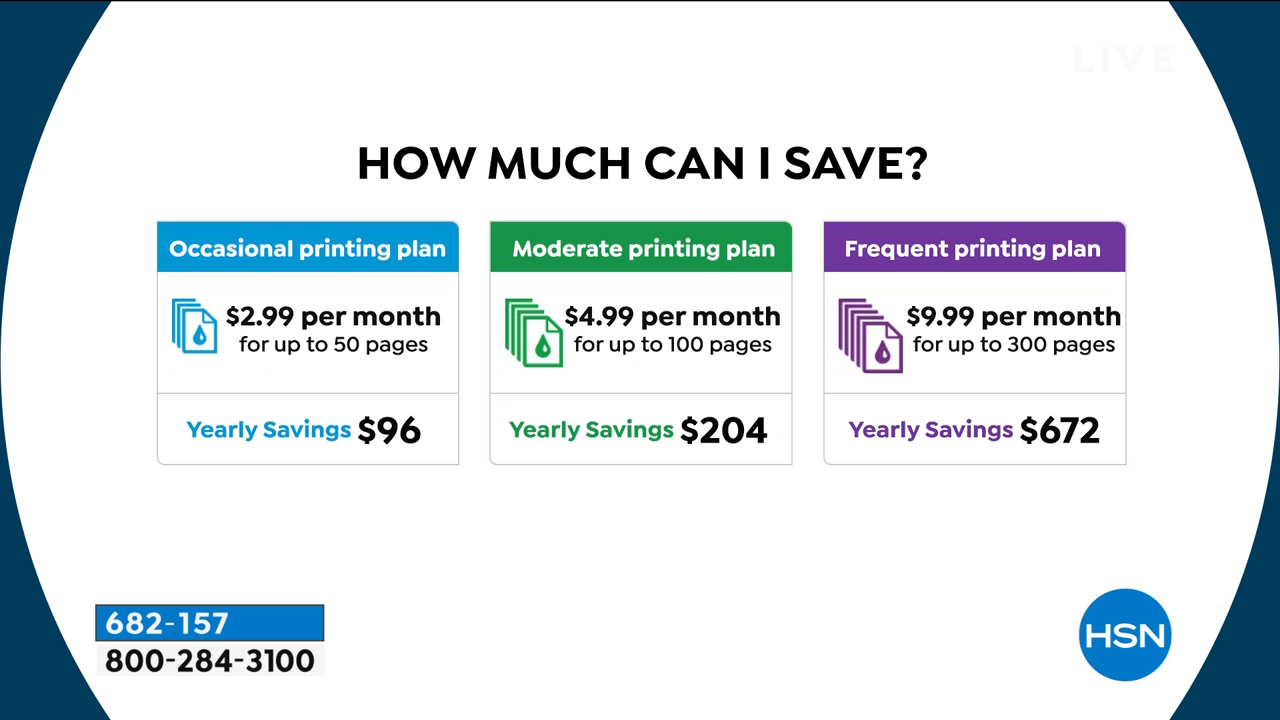 LIVE
HOW MUCH CAN I SAVE?
Occasional printing plan
$2.99 per month
for up to 50 pages
Yearly Savings $96
Moderate printing plan
$4.99 per month
for up to 100 pages
Yearly Savings $204
Frequent printing plan
$9.99 per month
for up to 300 pages
Yearly Savings $672
682-157
800-284-3100
HSN